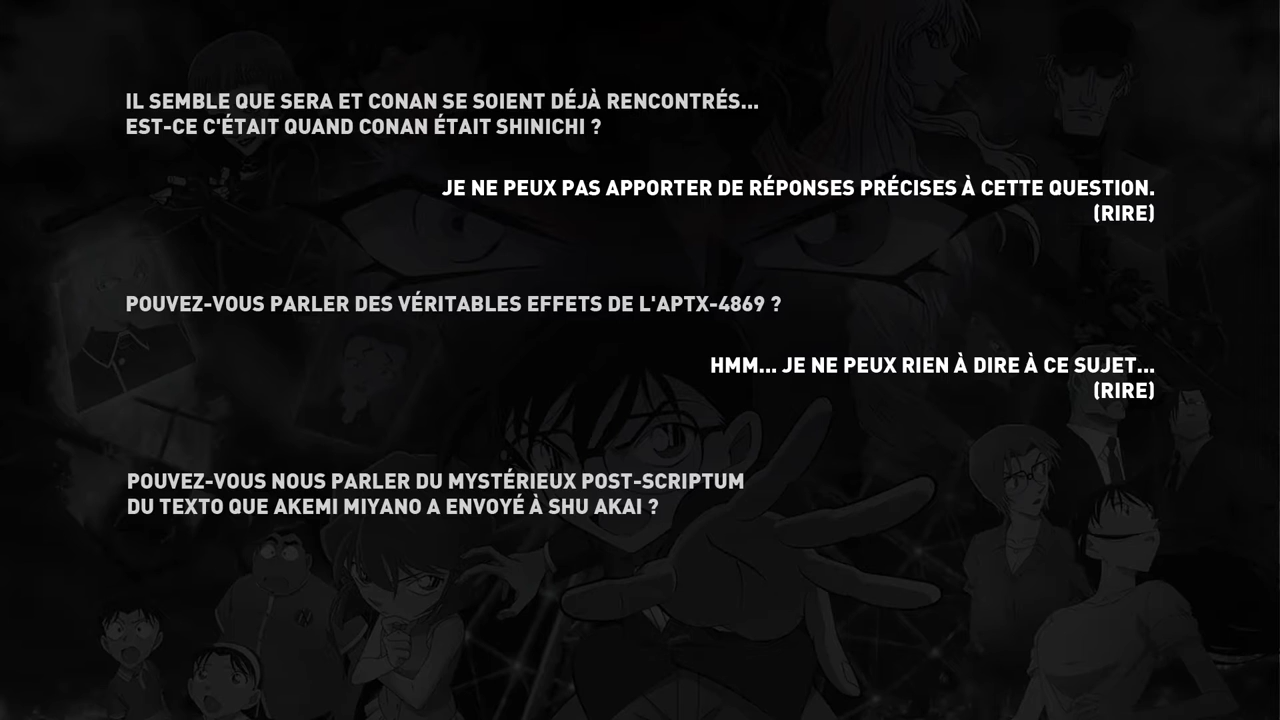 IL SEMBLE QUE SERA ET CONAN SE SOIENT DÉJÀ RENCONTRÉS...
EST-CE C'ÉTAIT QUAND CONAN ÉTAIT SHINICHI ?
JE NE PEUX PAS APPORTER DE RÉPONSES PRÉCISES À CETTE QUESTION.
(RIRE)
POUVEZ-VOUS PARLER DES VÉRITABLES EFFETS DE L'APTX-4869 ?
HMM... JE NE PEUX RIEN À DIRE À CE SUJET...
(RIRE)
POUVEZ-VOUS NOUS PARLER DU MYSTÉRIEUX POST-SCRIPTUM
DU TEXTO QUE AKEMI MIYANO A ENVOYÉ À SHU AKAI ?